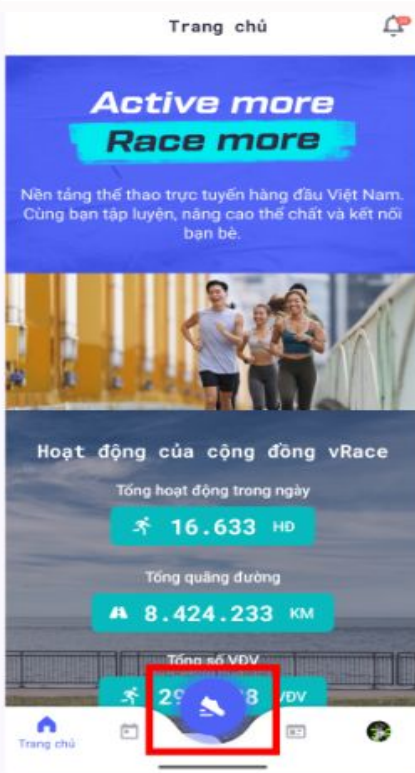 Trang chủ
Active more
Race more
Nền tảng thể thao trực tuyến hàng đầu Việt Nam.
Cùng bạn tập luyện, nâng cao thể chất và kết nối
bạn bè.
Hoạt động của cộng đồng vRace
Tổng hoạt động trong ngày
16.633 HĐ
Tổng quãng đường
8.424.233 KM
Tổng số VĐV
VĐV
Trang chủ